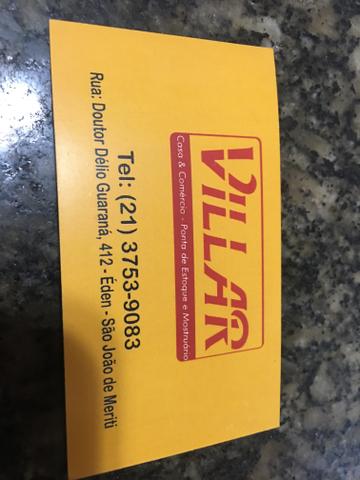 VILLAR
Casa & Comércio - Ponta de Estoque e Mostruário
Tel: (21) 3753-9083
Rua: Doutor Délio Guaraná, 412 - Éden - São João de Meriti